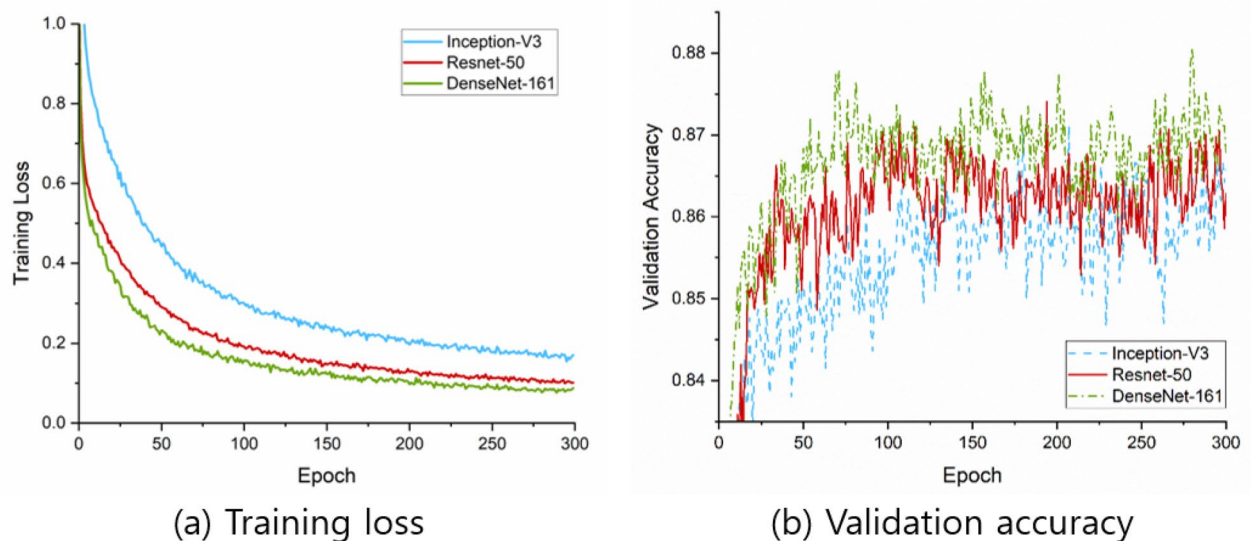 1.0
0.8
0.6
0.4
0.2
0.0
Training Loss
Inception-V3
Resnet-50
DenseNet-161
0 50 100 150 200 250 300
Epoch
(a) Training loss
0.88
0.87
0.86
0.85
0.84
Validation Accuracy
Inception-V3
Resnet-50
DenseNet-161
0 50 100 150 200 250 300
Epoch
(b) Validation accuracy